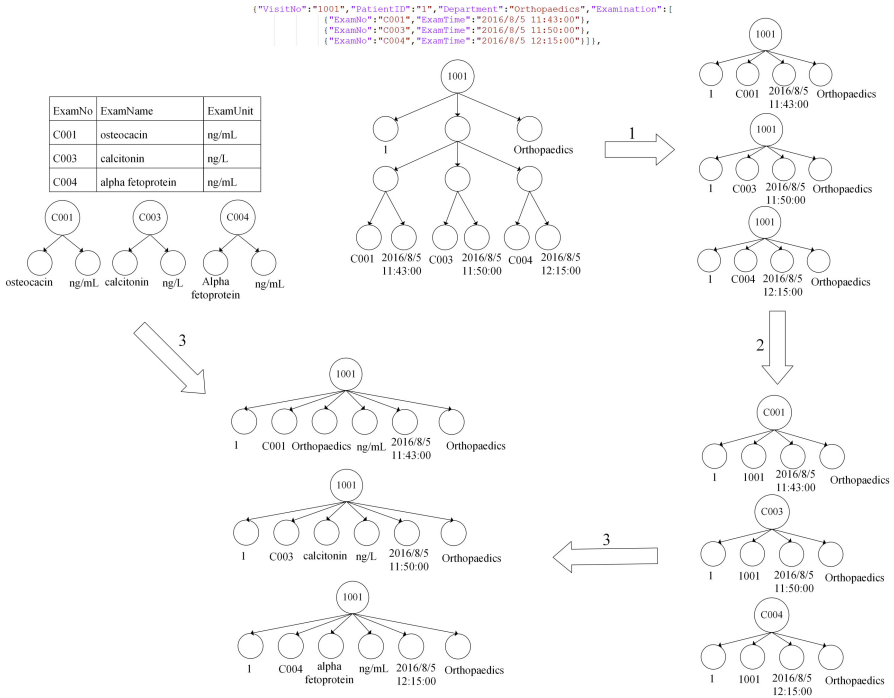 {"VisitNo":"1001","PatientID":"1","Department":"Orthopaedics","Examination":[
{"ExamNo":"C001","ExamTime":"2016/8/5 11:43:00"},
{"ExamNo":"C003","ExamTime":"2016/8/5 11:50:00"},
{"ExamNo":"C004","ExamTime":"2016/8/5 12:15:00"}]},
ExamNo ExamName ExamUnit
C001 osteocacin ng/mL
C003 calcitonin ng/L
C004 alpha fetoprotein ng/mL
C001 C003 C004
osteocacin ng/mL calcitonin ng/L Alpha
fetoprotein ng/mL
1001
1 Orthopaedics
C001 2016/8/5
11:43:00 C003 2016/8/5
11:50:00 C004 2016/8/5
12:15:00
1
1001
1 C001 2016/8/5
11:43:00 Orthopaedics
1001
1 C003 2016/8/5
11:50:00 Orthopaedics
1001
1 C004 2016/8/5
12:15:00 Orthopaedics
2
C001
1 1001 2016/8/5
11:43:00 Orthopaedics
C003
1 1001 2016/8/5
11:50:00 Orthopaedics
C004
1 1001 2016/8/5
12:15:00 Orthopaedics
3
3
1001
1 C001 Orthopaedics ng/mL 2016/8/5
11:43:00 Orthopaedics
1001
1 C003 calcitonin ng/L 2016/8/5
11:50:00 Orthopaedics
1001
1 C004 alpha
fetoprotein ng/mL 2016/8/5
12:15:00 Orthopaedics